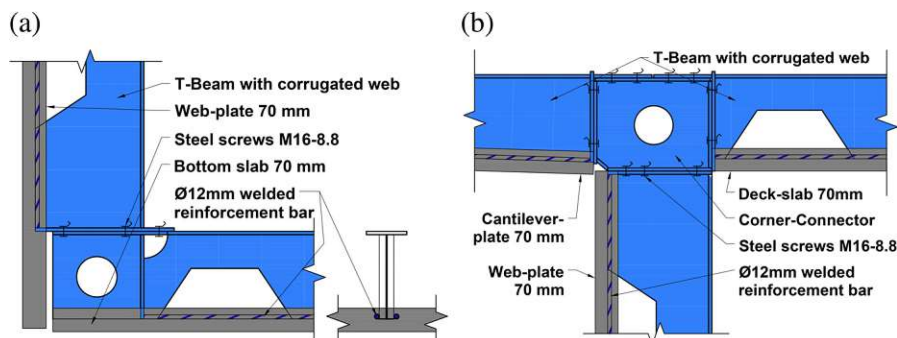 (a)
T-Beam with corrugated web
Web-plate 70 mm
Steel screws M16-8.8
Bottom slab 70 mm
Ø12mm welded
reinforcement bar
(b)
T-Beam with corrugated web
Cantilever-
plate 70 mm
Web-plate
70 mm
Deck-slab 70mm
Corner-Connector
Steel screws M16-8.8
Ø12mm welded
reinforcement bar